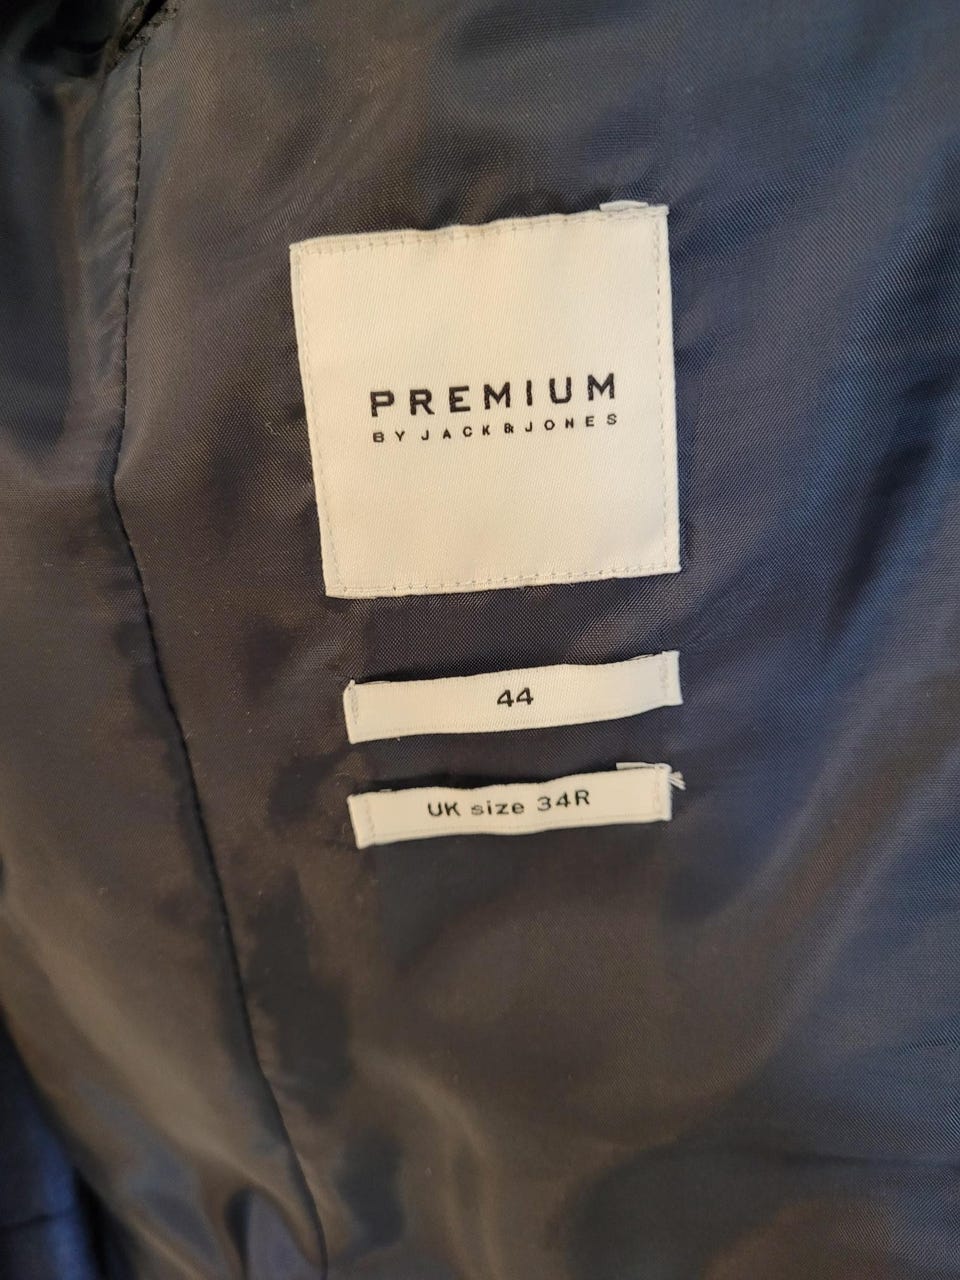 PREMIUM
BY JACK&JONES
44
UK size 34R